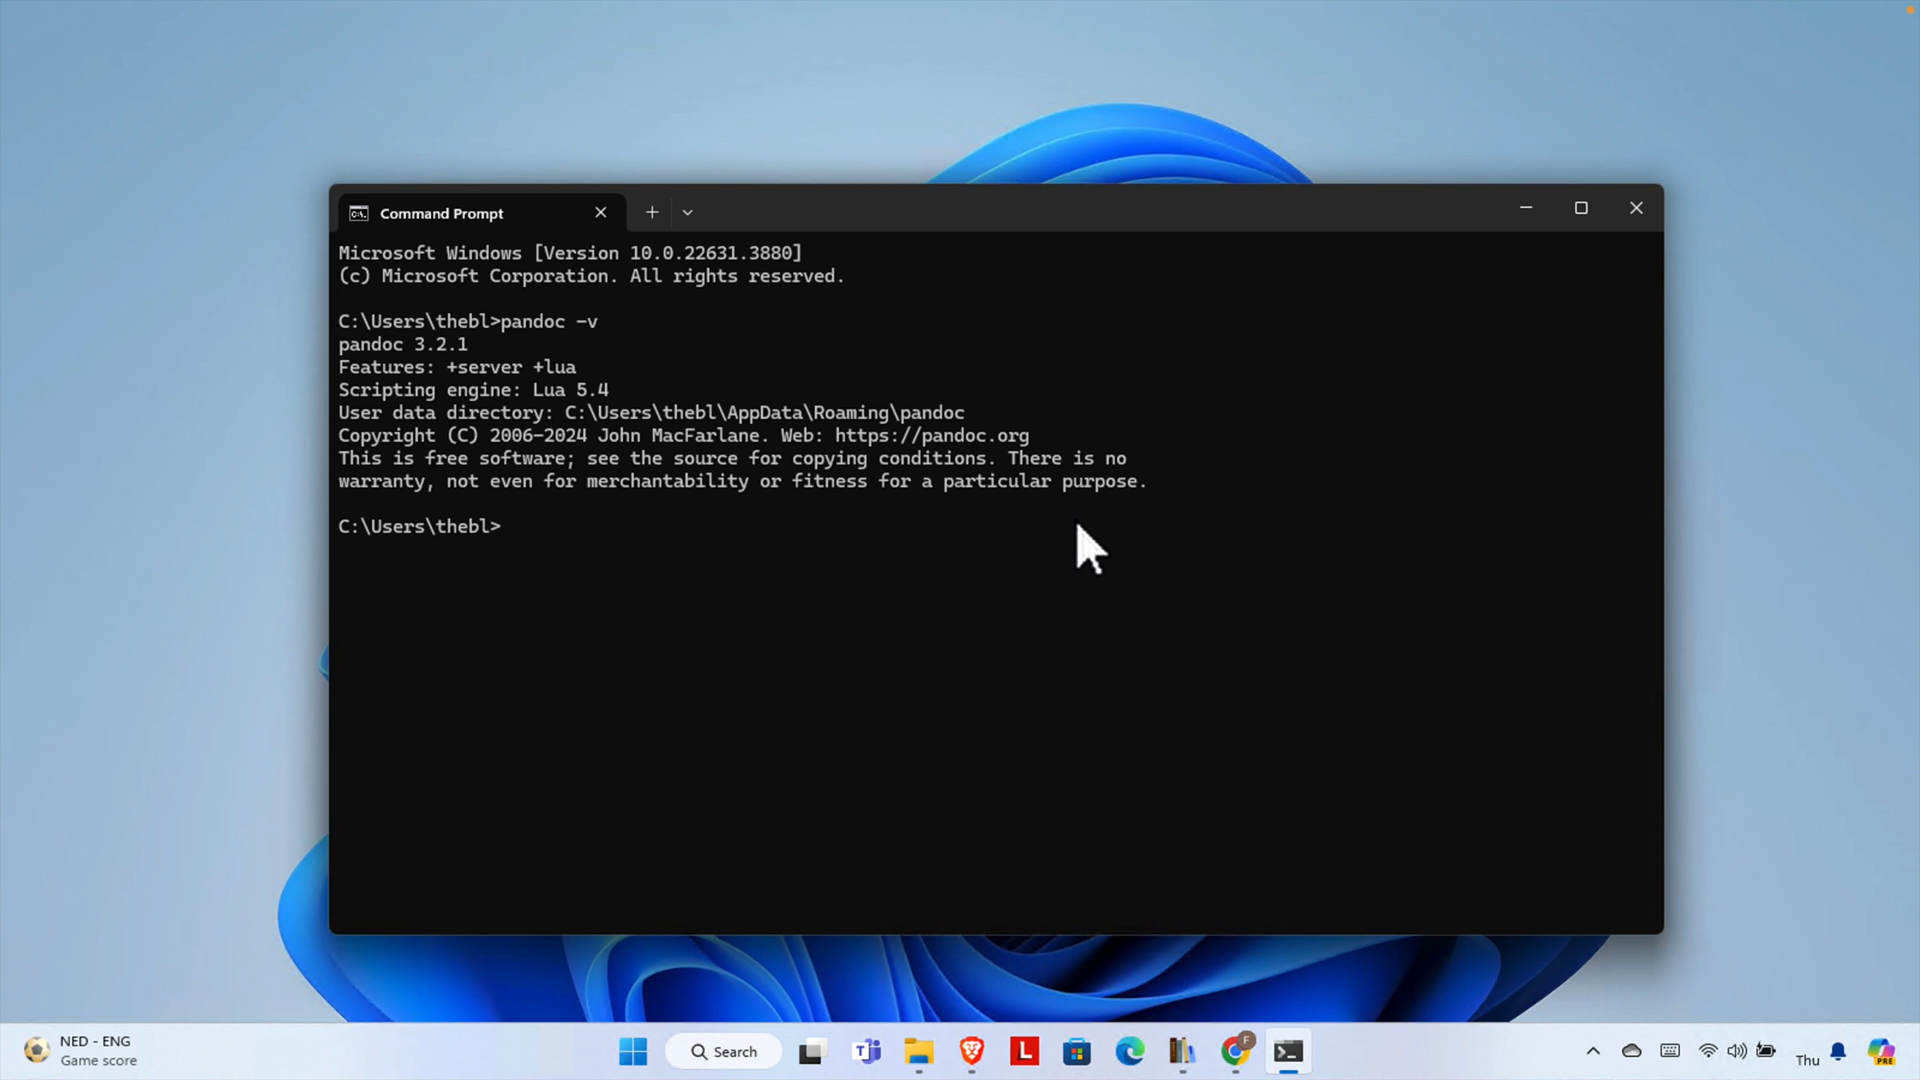 Command Prompt
Microsoft Windows [Version 10.0.22631.3880]
(c) Microsoft Corporation. All rights reserved.
C:\Users\thebl>pandoc -v
pandoc 3.2.1
Features: +server +lua
Scripting engine: Lua 5.4
User data directory: C:\Users\thebl\AppData\Roaming\pandoc
Copyright (C) 2006-2024 John MacFarlane. Web: https://pandoc.org
This is free software; see the source for copying conditions. There is no
warranty, not even for merchantability or fitness for a particular purpose.
C:\Users\thebl>
NED - ENG
Game score
Search
L
F
Thu
PRE